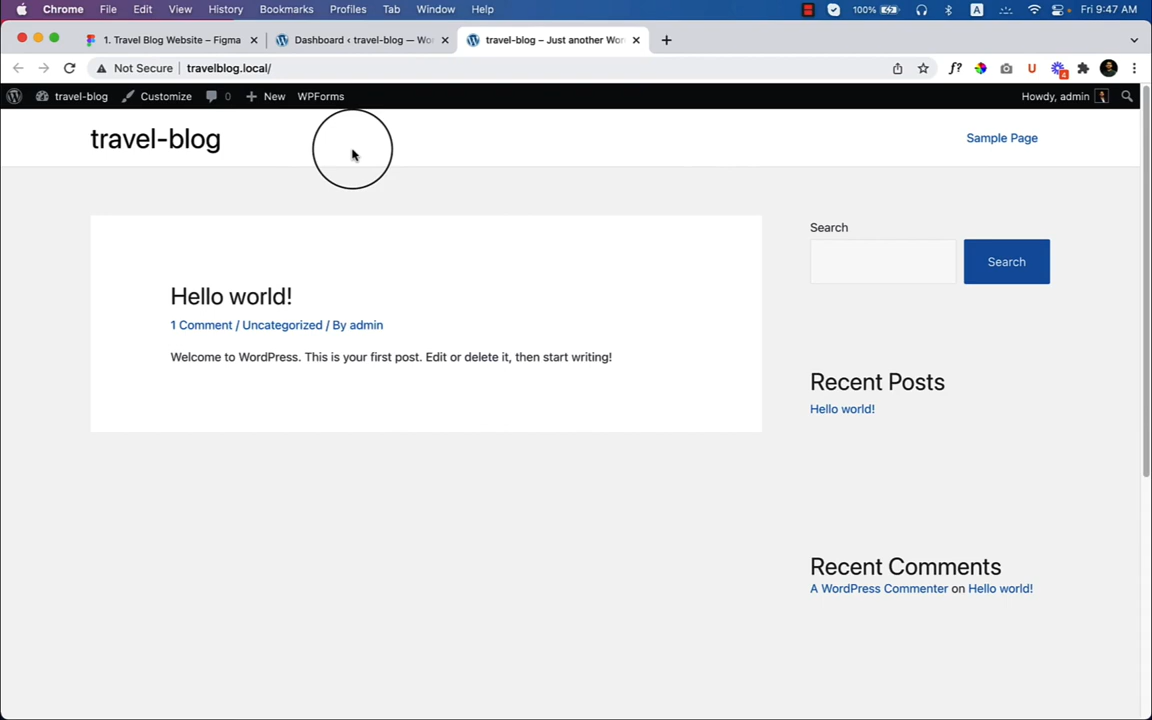 Chrome File Edit View History Bookmarks Profiles Tab Window Help 100% A Fri 9:47 AM
1. Travel Blog Website – Figma Dashboard ‹ travel-blog — Wo travel-blog – Just another Wor
Not Secure travelblog.local/ f? U 4
travel-blog Customize 0 New WPForms Howdy, admin
travel-blog
Sample Page
Hello world!
1 Comment / Uncategorized / By admin
Welcome to WordPress. This is your first post. Edit or delete it, then start writing!
Search
Search
Recent Posts
Hello world!
Recent Comments
A WordPress Commenter on Hello world!